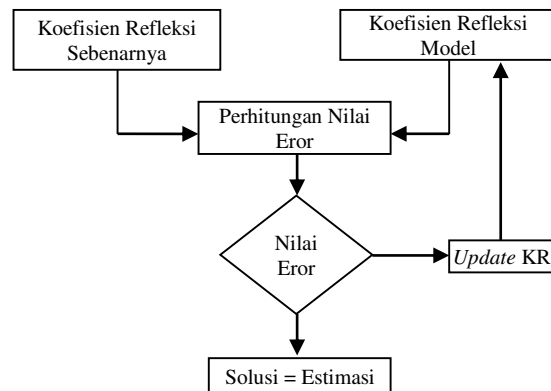 Koefisien Refleksi
Sebenarnya
Koefisien Refleksi
Model
Perhitungan Nilai
Eror
Nilai
Eror
Update KR
Solusi = Estimasi